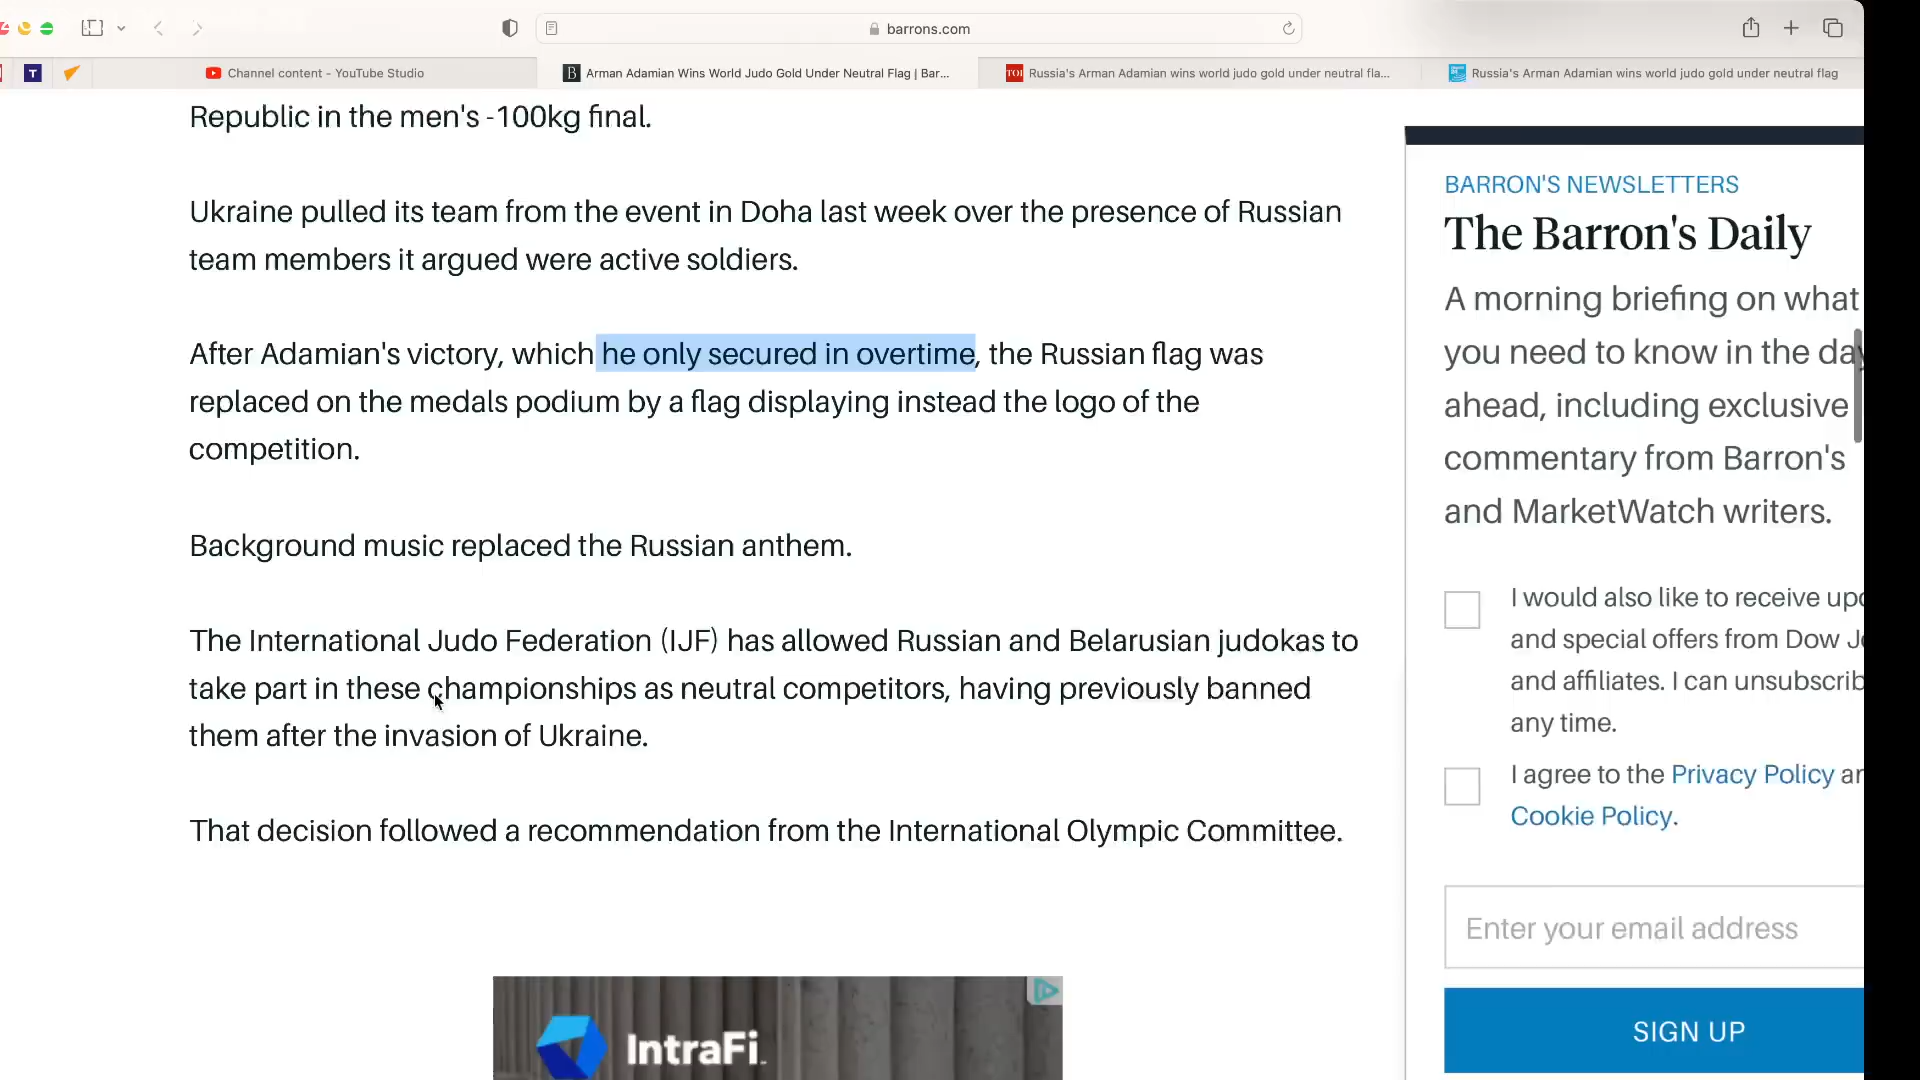 barrons.com
T
Channel content – YouTube Studio
B
Arman Adamian Wins World Judo Gold Under Neutral Flag | Bar...
TOI
Russia's Arman Adamian wins world judo gold under neutral fla...
Russia's Arman Adamian wins world judo gold under neutral flag
Republic in the men's -100kg final.
Ukraine pulled its team from the event in Doha last week over the presence of Russian
team members it argued were active soldiers.
After Adamian's victory, which he only secured in overtime, the Russian flag was
replaced on the medals podium by a flag displaying instead the logo of the
competition.
Background music replaced the Russian anthem.
The International Judo Federation (IJF) has allowed Russian and Belarusian judokas to
take part in these championships as neutral competitors, having previously banned
them after the invasion of Ukraine.
That decision followed a recommendation from the International Olympic Committee.
IntraFi
BARRON'S NEWSLETTERS
The Barron's Daily
A morning briefing on what
you need to know in the day
ahead, including exclusive
commentary from Barron's
and MarketWatch writers.
I would also like to receive upd
and special offers from Dow J
and affiliates. I can unsubscrib
any time.
I agree to the Privacy Policy an
Cookie Policy.
Enter your email address
SIGN UP